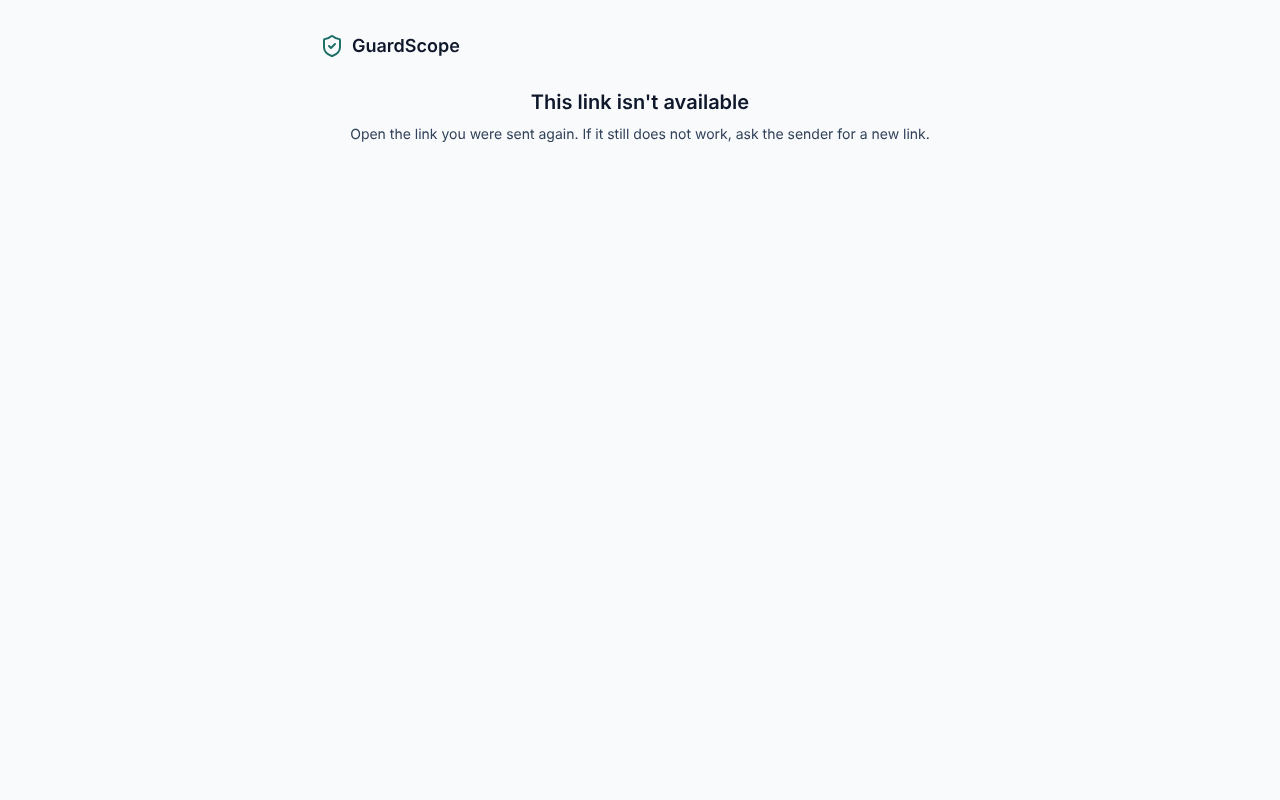 GuardScope
This link isn't available
Open the link you were sent again. If it still does not work, ask the sender for a new link.